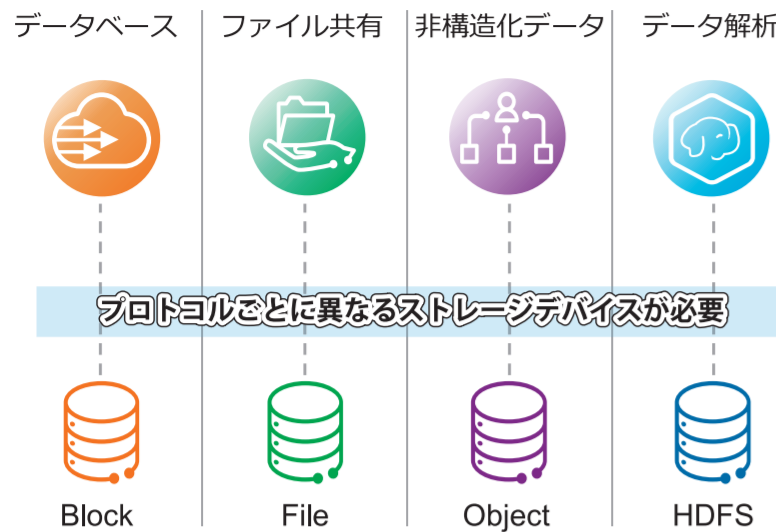 データベース
ファイル共有
非構造化データ
データ解析
プロトコルごとに異なるストレージデバイスが必要
Block
File
Object
HDFS